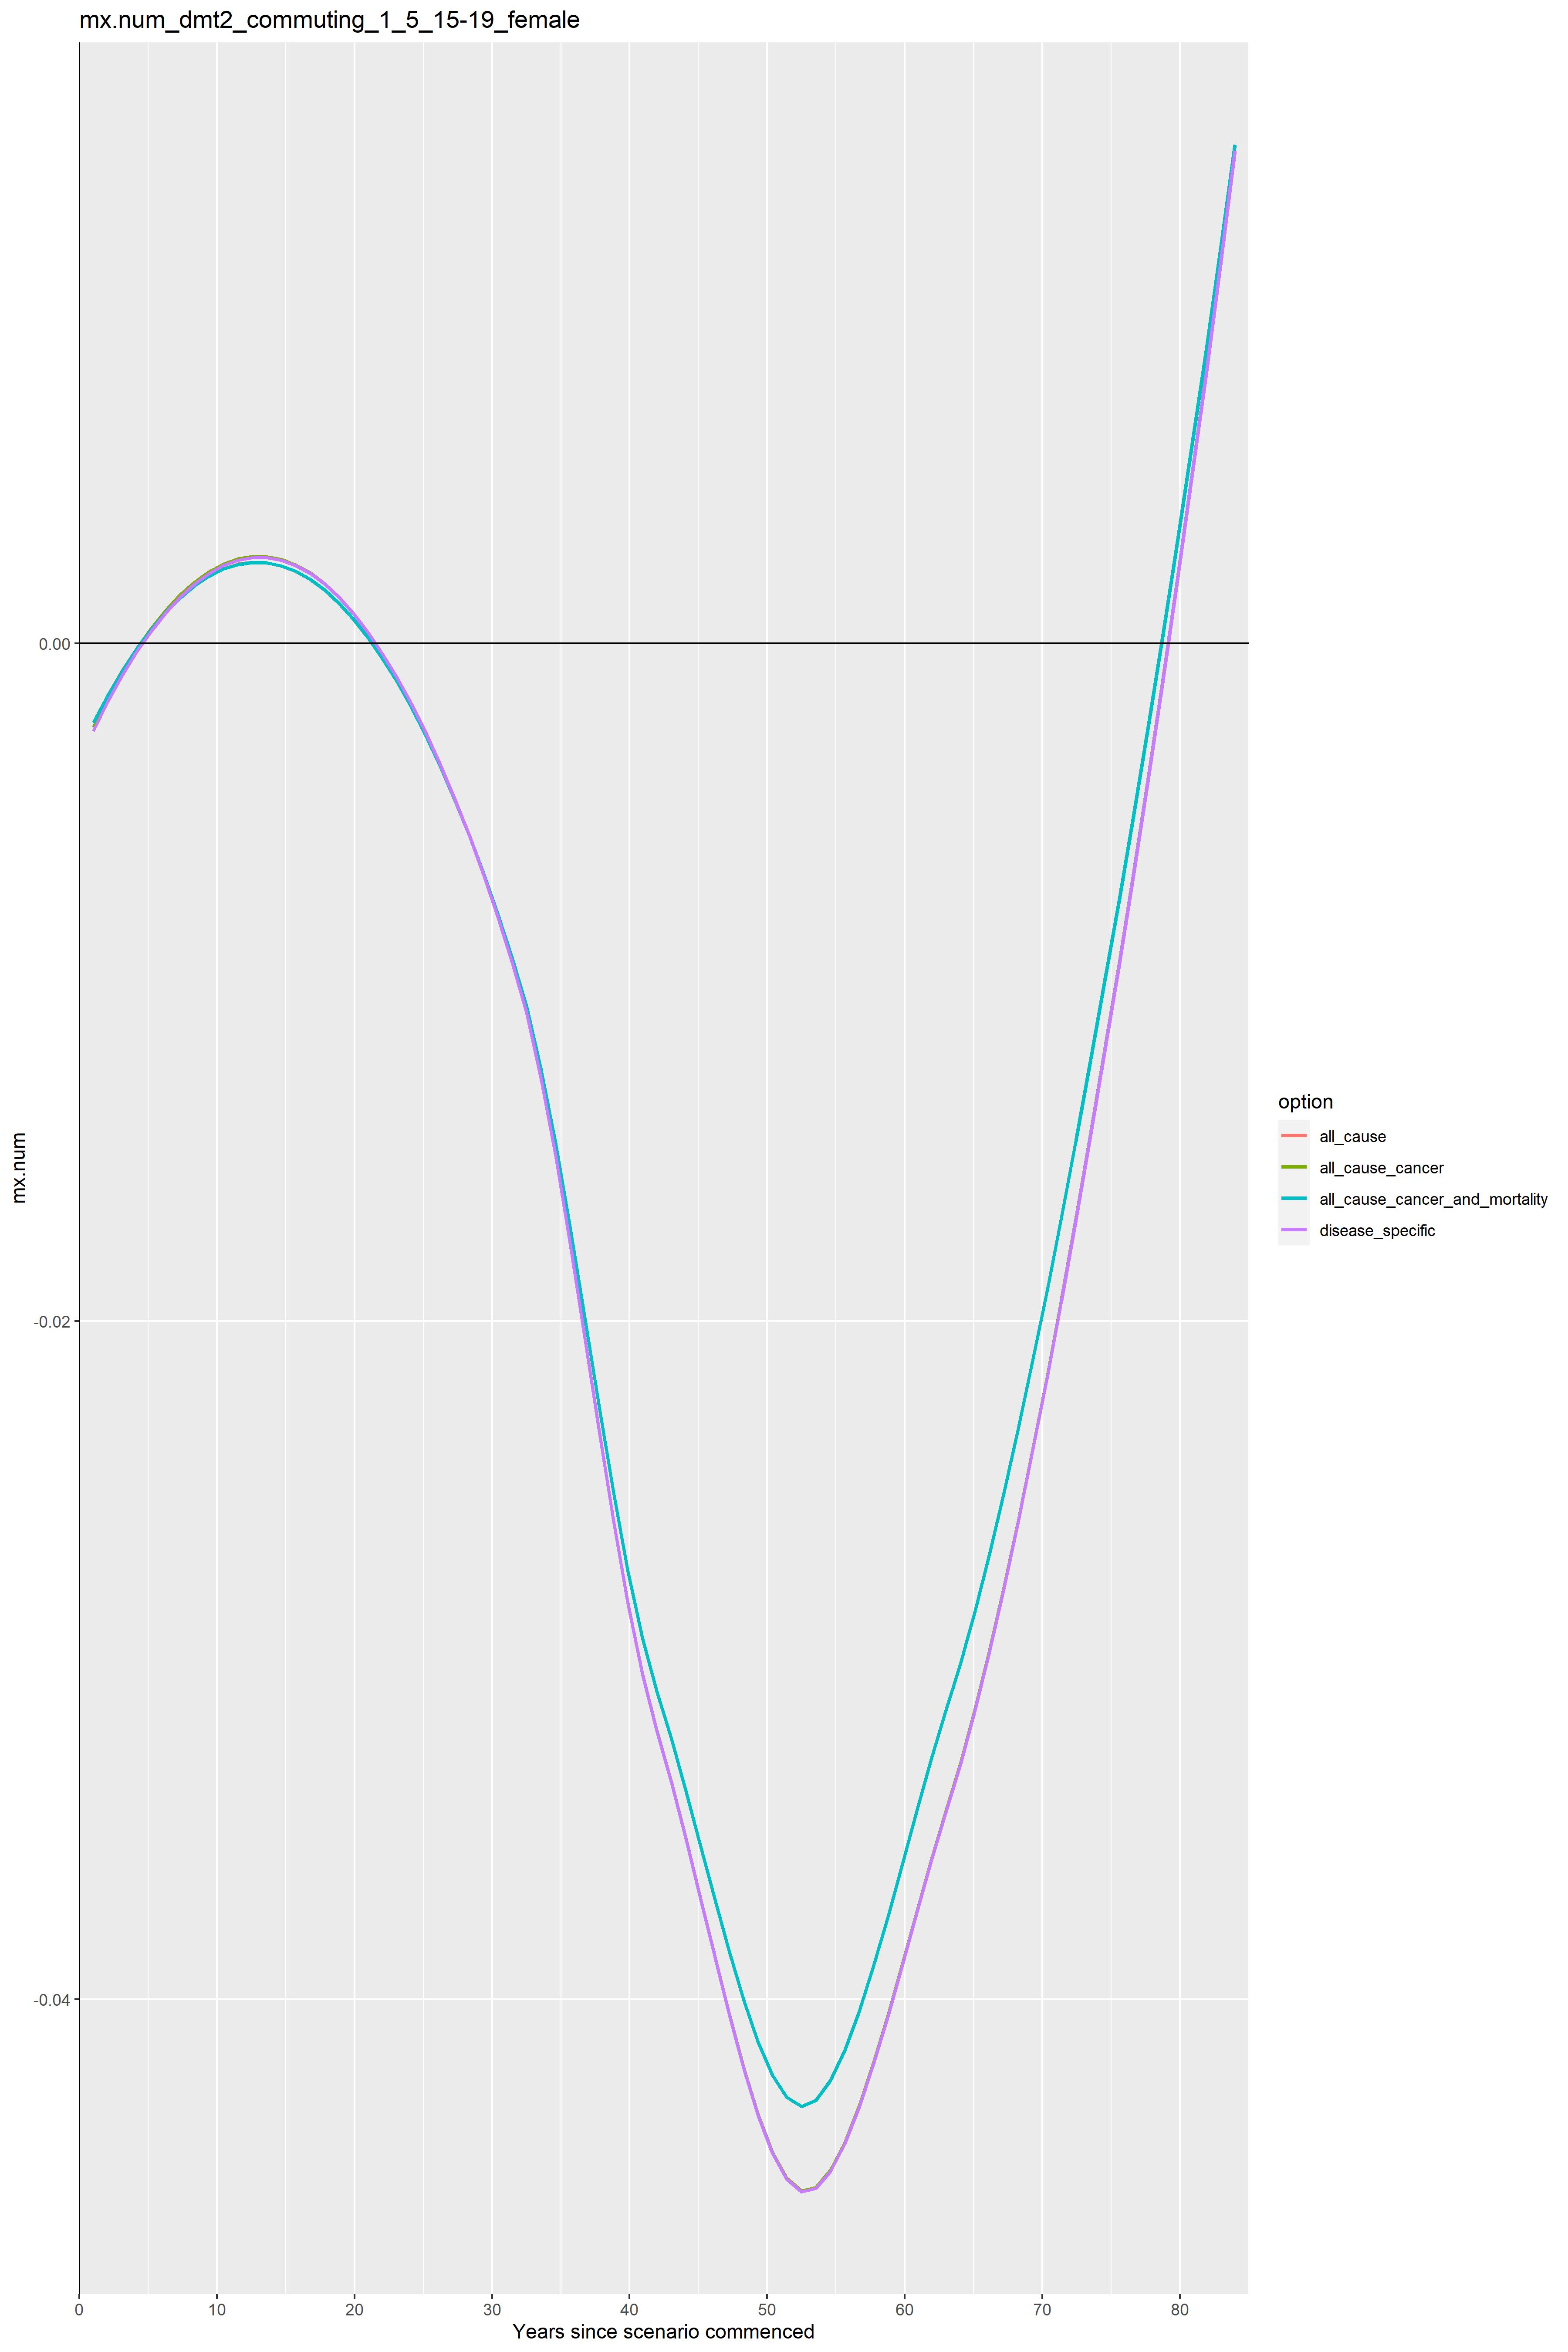 mx.num_dmt2_commuting_1_5_15-19_female
mx.num
0.00
-0.02
-0.04
0 10 20 30 40 50 60 70 80
Years since scenario commenced
option
all_cause
all_cause_cancer
all_cause_cancer_and_mortality
disease_specific